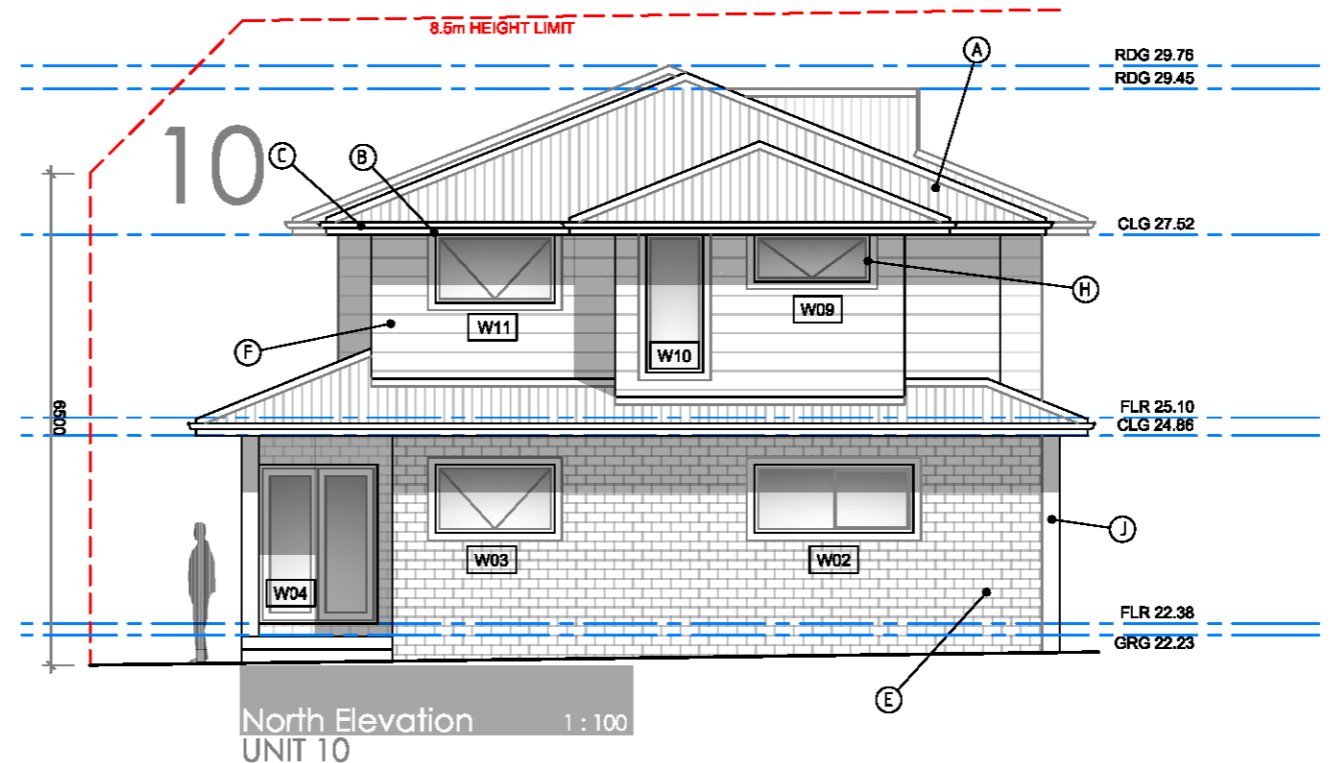 8.5m HEIGHT LIMIT
RDG 29.76
RDG 29.45
A
10
C
B
CLG 27.52
H
W11
W09
W10
F
6500
FLR 25.10
CLG 24.86
J
W03
W02
W04
FLR 22.38
GRG 22.23
E
North Elevation 1 : 100
UNIT 10